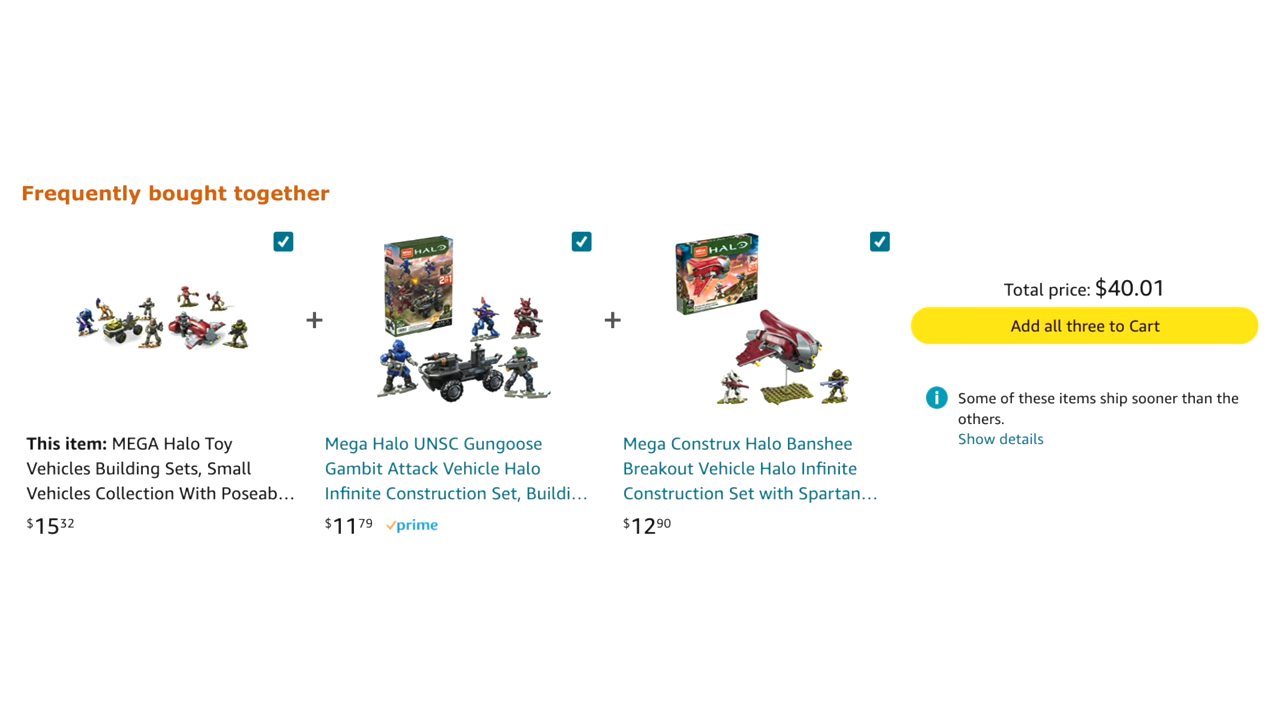 Frequently bought together
HALO
HALO
2in1
Total price: $40.01
Add all three to Cart
+
+
Some of these items ship sooner than the
others.
Show details
This item: MEGA Halo Toy
Vehicles Building Sets, Small
Vehicles Collection With Poseab…
$15 32
Mega Halo UNSC Gungoose
Gambit Attack Vehicle Halo
Infinite Construction Set, Buildi…
$11 79 prime
Mega Construx Halo Banshee
Breakout Vehicle Halo Infinite
Construction Set with Spartan…
$12 90